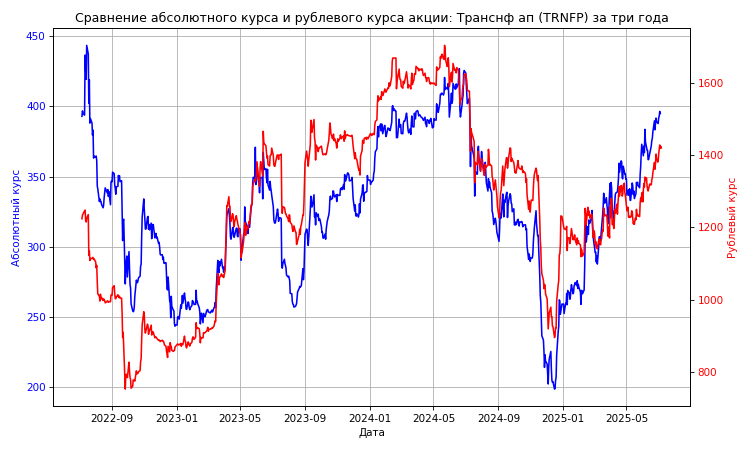 Сравнение абсолютного курса и рублевого курса акции: Транснф ап (TRNFP) за три года
450
400
350
300
250
200
Абсолютный курс
1600
1400
1200
1000
800
Рублевый курс
2022-09 2023-01 2023-05 2023-09 2024-01 2024-05 2024-09 2025-01 2025-05
Дата